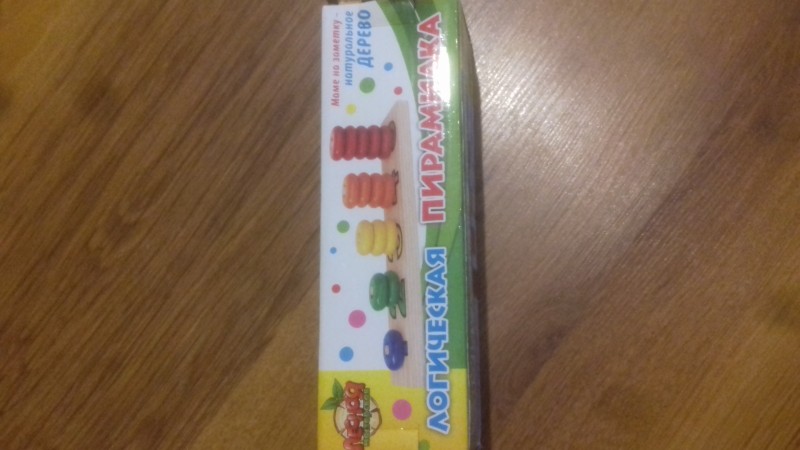 Маме на заметку -
натуральное
ДЕРЕВО
ЛОГИЧЕСКАЯ ПИРАМИДКА